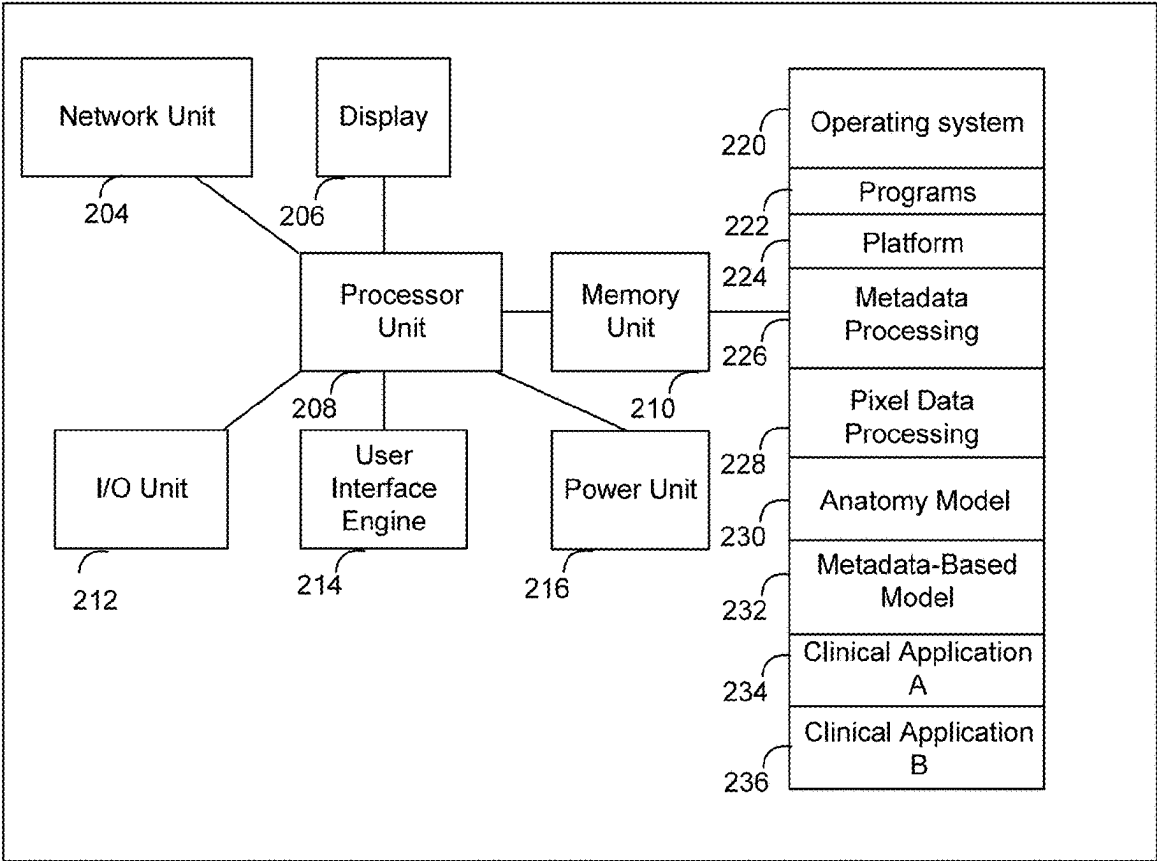 Network Unit
204
Display
206
Processor
Unit
208
Memory
Unit
210
I/O Unit
212
User
Interface
Engine
214
Power Unit
216
Operating system
220
Programs
222
Platform
224
Metadata
Processing
226
Pixel Data
Processing
228
Anatomy Model
230
Metadata-Based
Model
232
Clinical Application
A
234
Clinical Application
B
236